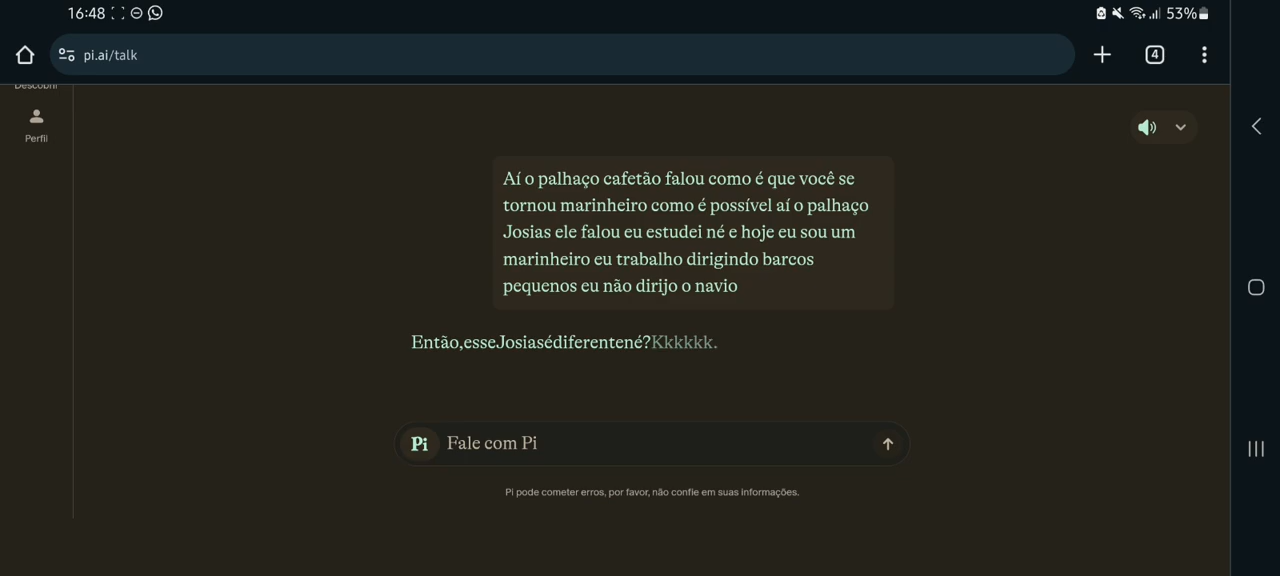 16:48
53%
pi.ai/talk
4
Descobrir
Perfil
Aí o palhaço cafetão falou como é que você se
tornou marinheiro como é possível aí o palhaço
Josias ele falou eu estudei né e hoje eu sou um
marinheiro eu trabalho dirigindo barcos
pequenos eu não dirijo o navio
Então,esseJosiasédiferentené?Kkkkkk.
Pi Fale com Pi
Pi pode cometer erros, por favor, não confie em suas informações.